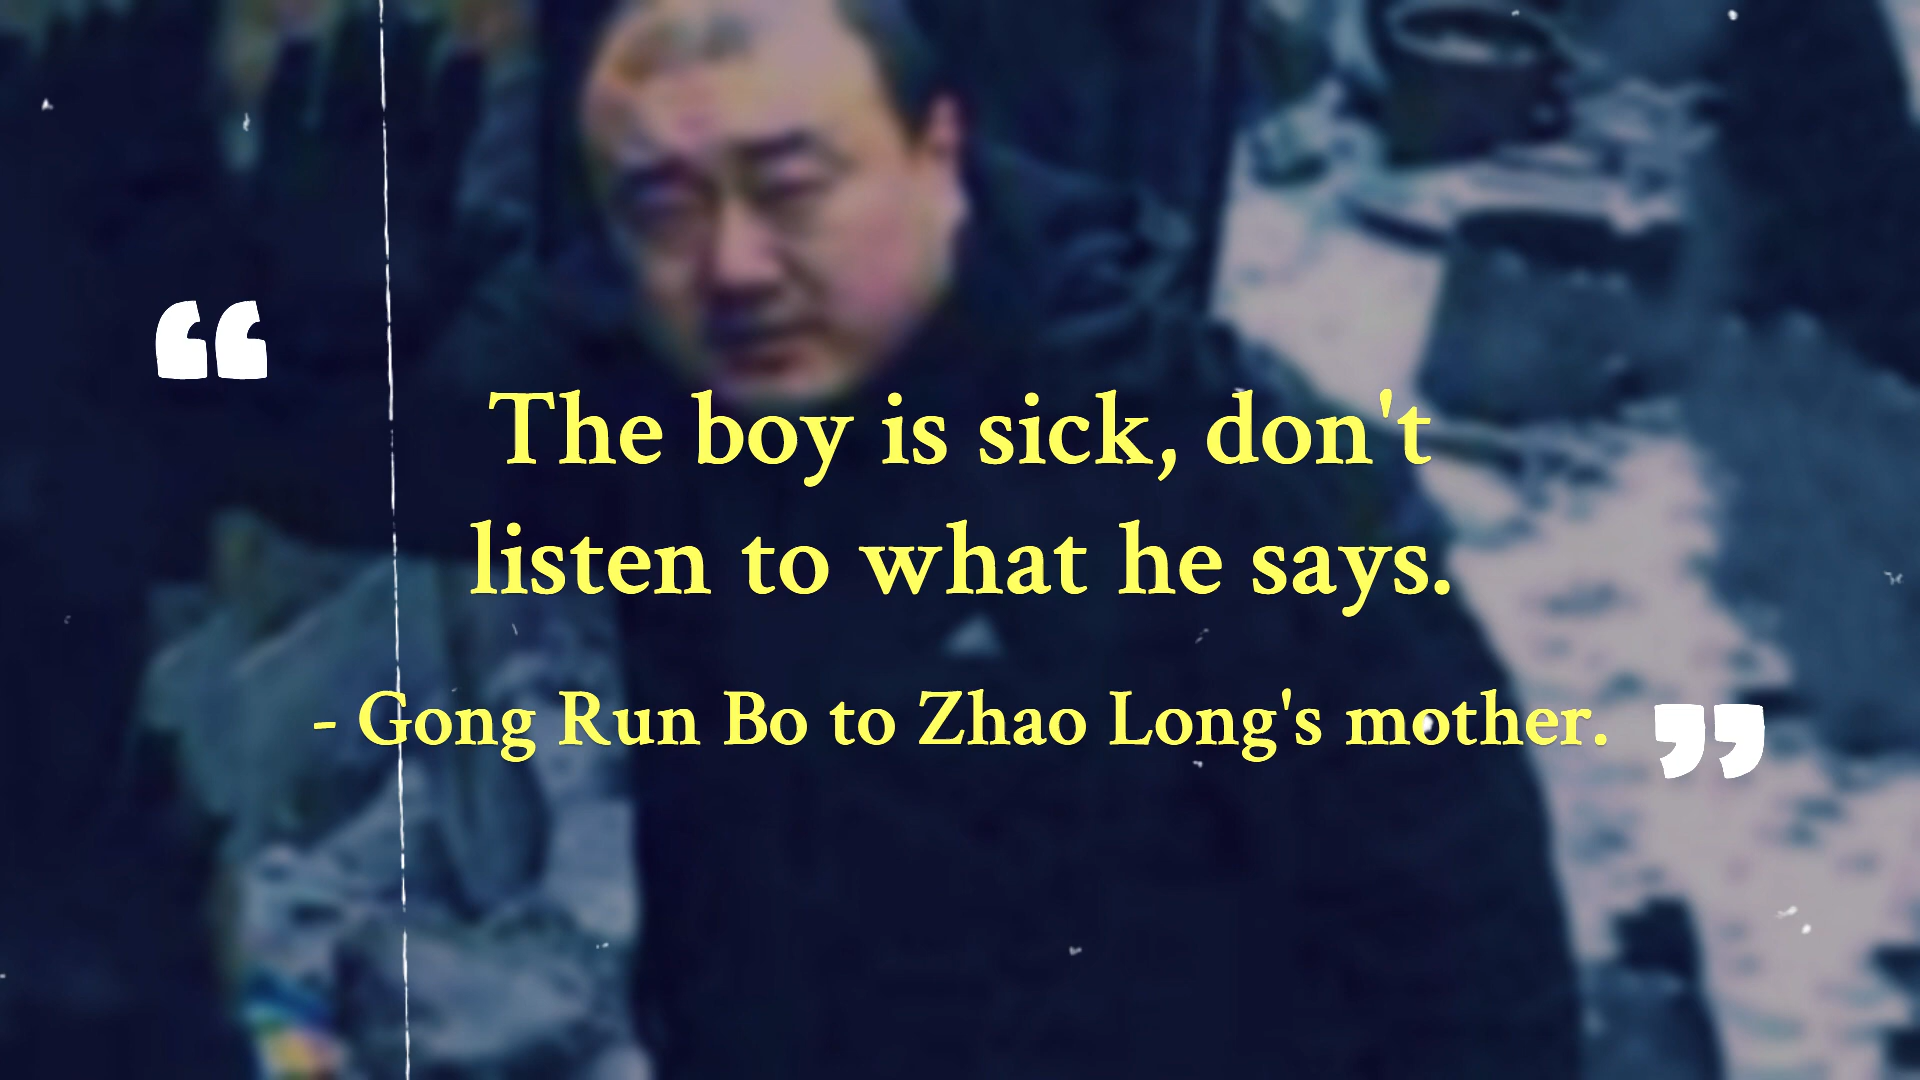 “
The boy is sick, don't
listen to what he says.
- Gong Run Bo to Zhao Long's mother.
”